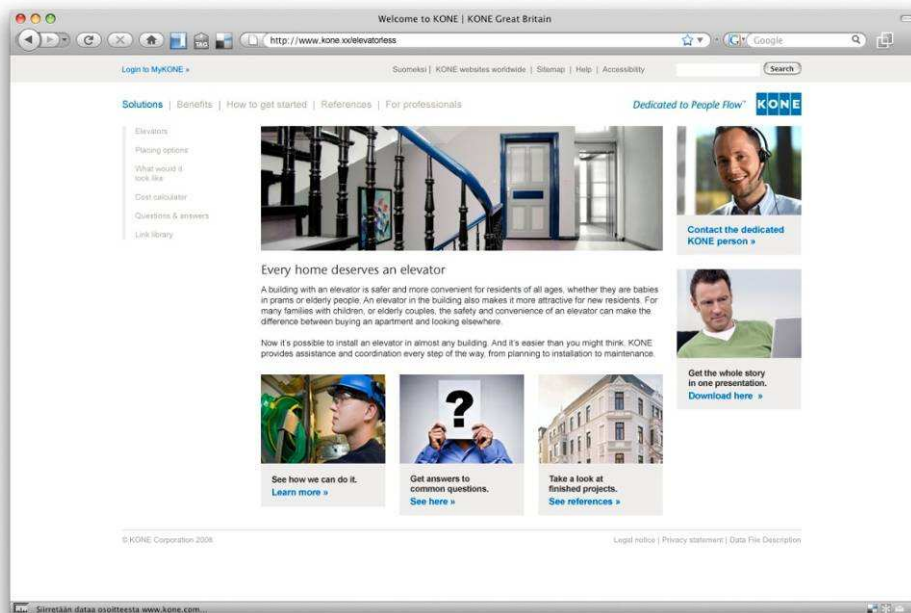 Welcome to KONE | KONE Great Britain
TAG
http://www.kone.xx/elevatorless
G
Google
Login to MyKONE »
Suomeksi | KONE websites worldwide | Sitemap | Help | Accessibility
Search
Solutions | Benefits | How to get started | References | For professionals
Dedicated to People Flow™
KONE
Elevators
Placing options
What would it
look like
Cost calculator
Questions & answers
Link library
Contact the dedicated
KONE person »
Every home deserves an elevator
A building with an elevator is safer and more convenient for residents of all ages, whether they are babies
in prams or elderly people. An elevator in the building also makes it more attractive for new residents. For
many families with children, or elderly couples, the safety and convenience of an elevator can make the
difference between buying an apartment and looking elsewhere.
Now it's possible to install an elevator in almost any building. And it's easier than you might think. KONE
provides assistance and coordination every step of the way, from planning to installation to maintenance.
Get the whole story
in one presentation.
Download here »
?
See how we can do it.
Learn more »
Get answers to
common questions.
See here »
Take a look at
finished projects.
See references »
© KONE Corporation 2008
Legal notice | Privacy statement | Data File Description
Siirretään dataa osoitteesta www.kone.com...